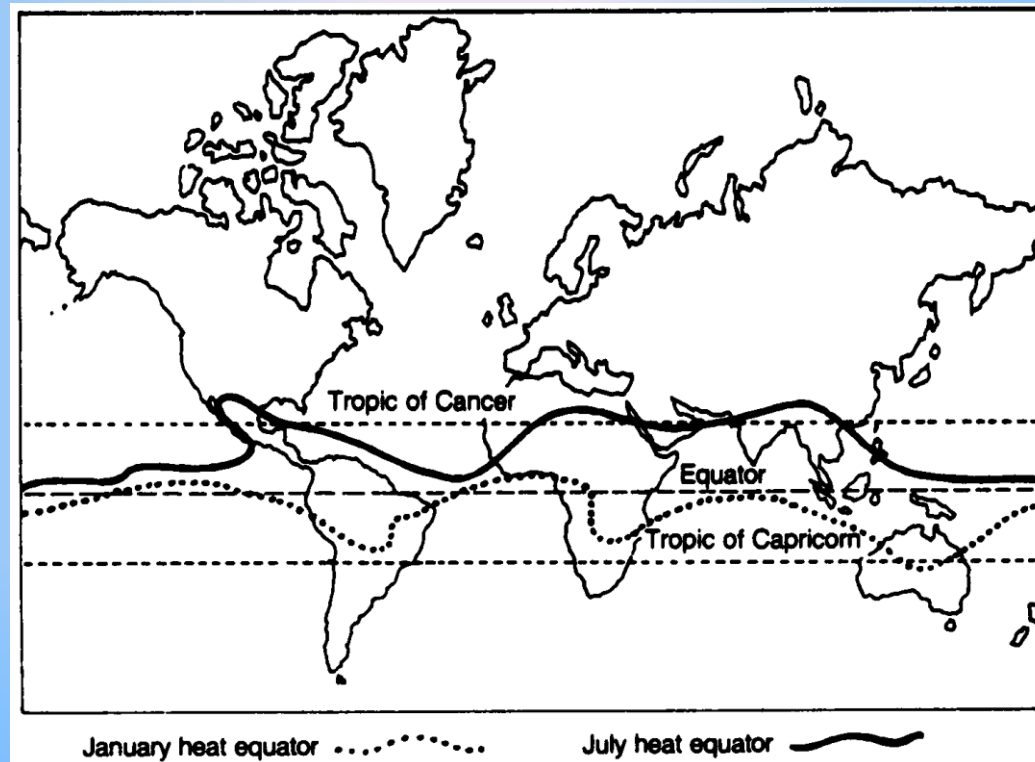 Tropic of Cancer
Equator
Tropic of Capricorn
January heat equator
July heat equator